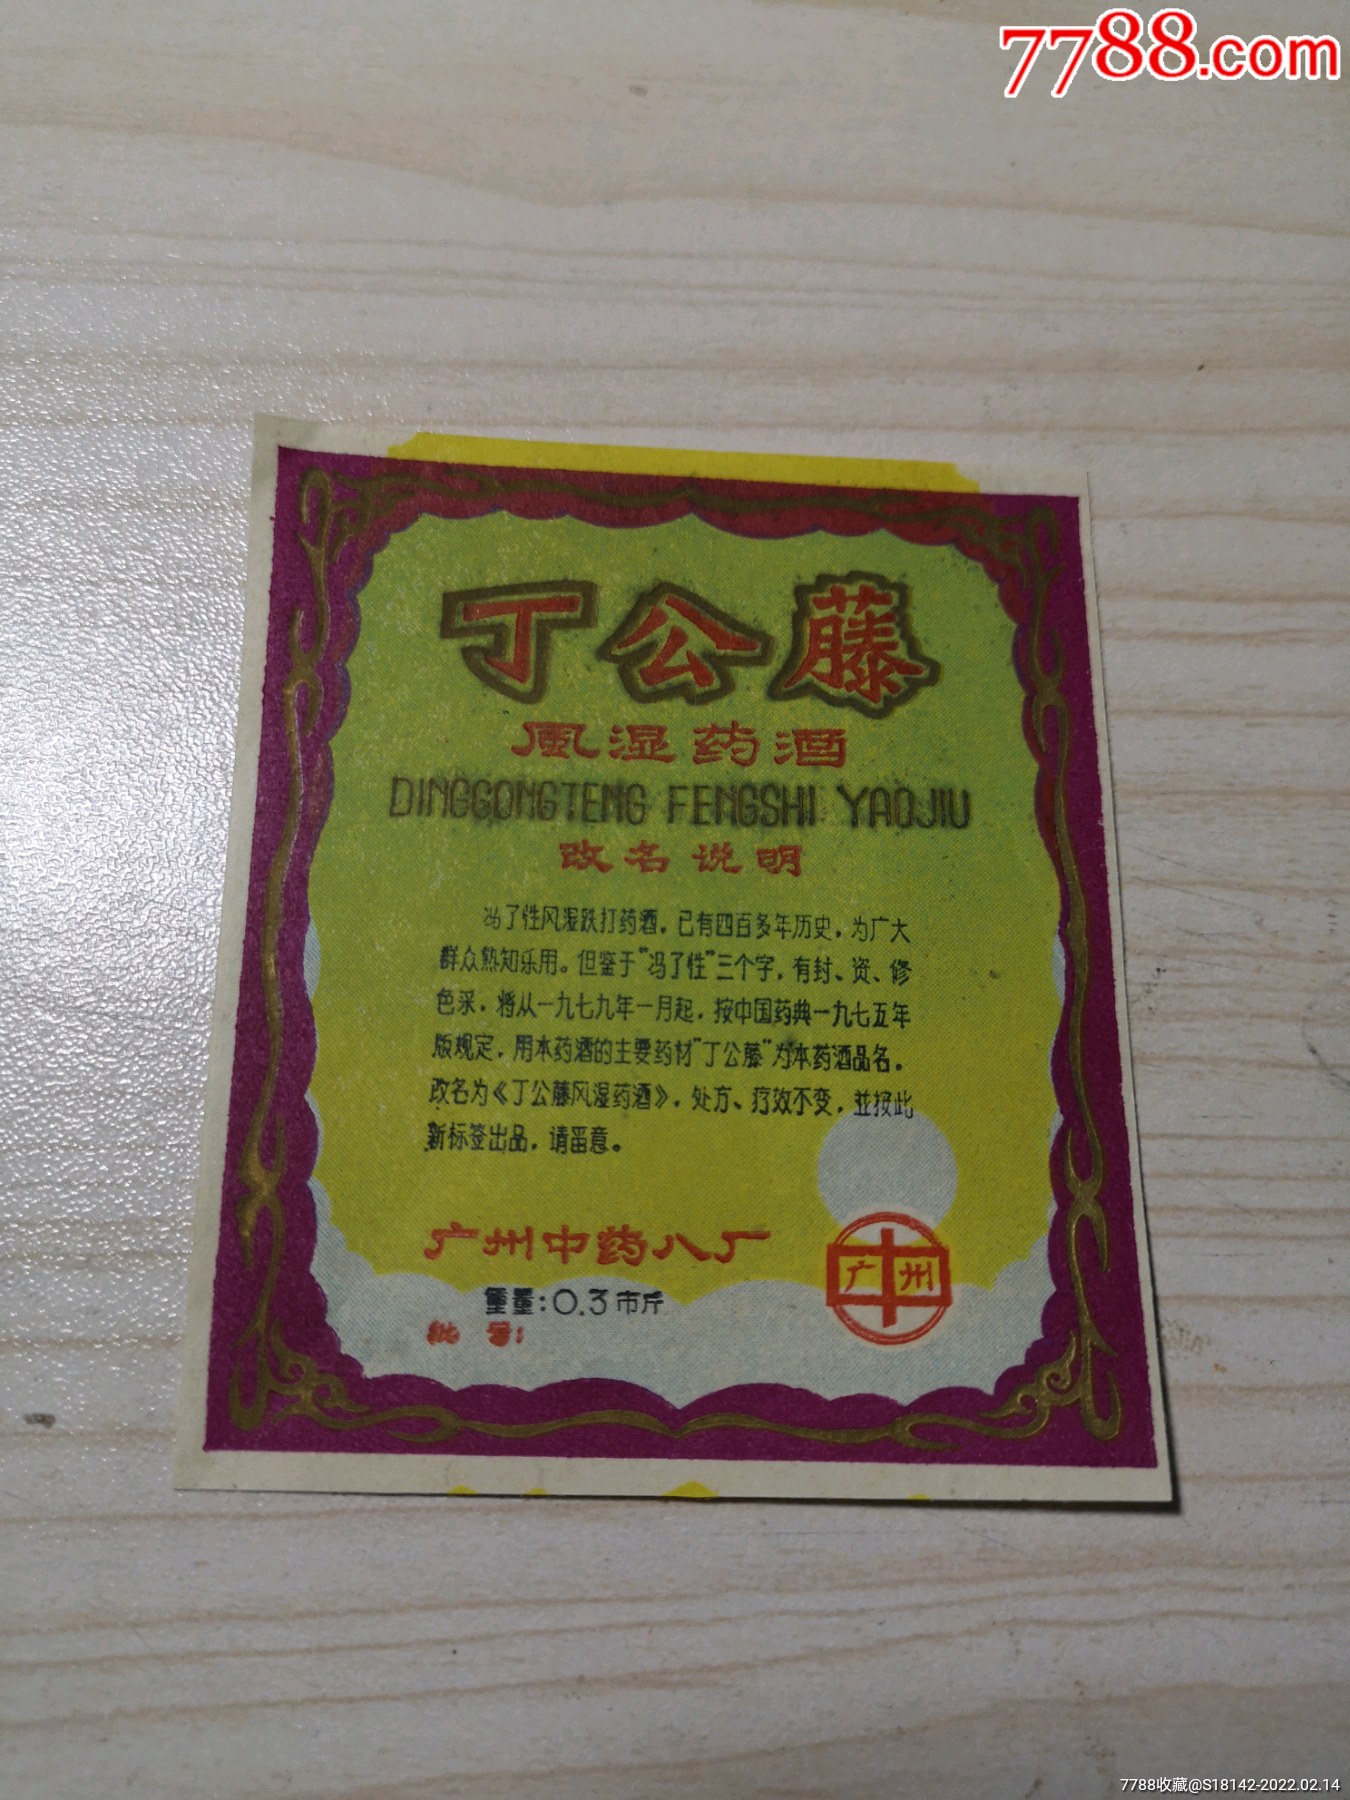 7788.com
丁公藤
風湿药酒
DINGGONGTENG FENGSHI YAOJIU
改名说明
冯了性风湿跌打药酒，已有四百多年历史，为广大
群众熟知乐用。但鉴于"冯了性"三个字，有封、资、修
色采，将从一九七九年一月起，按中国药典一九七五年
版规定，用本药酒的主要药材"丁公藤"为本药酒品名。
改名为《丁公藤风湿药酒》，处方、疗效不变，並按此
新标签出品，请畄意。
广州中药八厂
广中州
重量：0.3市斤
批号：
7788收藏@S18142-2022.02.14